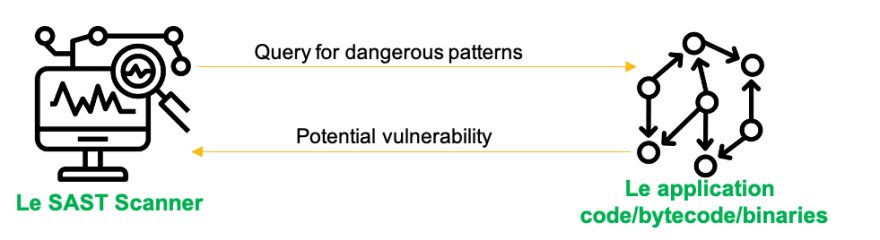 Query for dangerous patterns
Potential vulnerability
Le SAST Scanner
Le application
code/bytecode/binaries